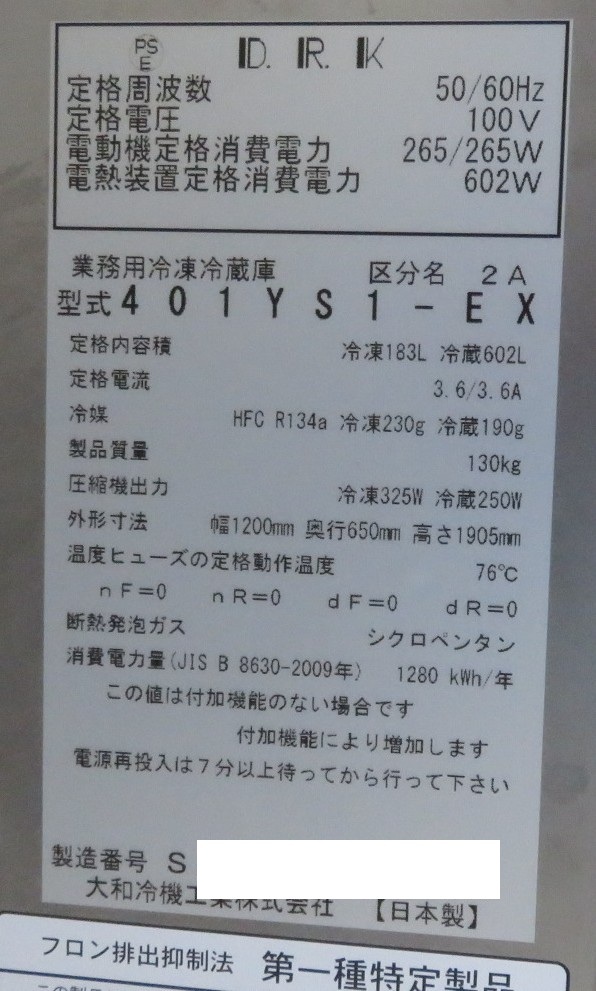 PS
E
D. R. K
定格周波数 50/60Hz
定格電圧 100V
電動機定格消費電力 265/265W
電熱装置定格消費電力 602W
業務用冷凍冷蔵庫 区分名 2A
型式 401YS1-EX
定格内容積 冷凍183L 冷蔵602L
定格電流 3.6/3.6A
冷媒 HFC R134a 冷凍230g 冷蔵190g
製品質量 130kg
圧縮機出力 冷凍325W 冷蔵250W
外形寸法 幅1200mm 奥行650mm 高さ1905mm
温度ヒューズの定格動作温度 76℃
nF=0 nR=0 dF=0 dR=0
断熱発泡ガス シクロペンタン
消費電力量(JIS B 8630-2009年) 1280 kWh/年
この値は付加機能のない場合です
付加機能により増加します
電源再投入は7分以上待ってから行って下さい
製造番号 S
大和冷機工業株式会社 【日本製】
フロン排出抑制法 第一種特定製品